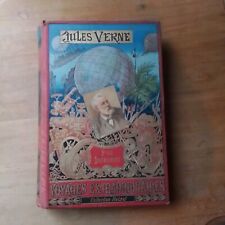 JULES VERNE
VOYAGES EXTRAORDINAIRES
Collection Hetzel